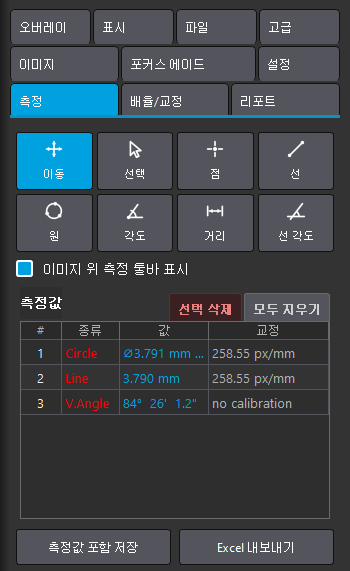 오버레이 표시 파일 고급
이미지 포커스 에이드 설정
측정 배율/교정 리포트
이동 선택 점 선
원 각도 거리 선 각도
이미지 위 측정 툴바 표시
측정값 선택 삭제 모두 지우기
# 종류 값 교정
1 Circle ∅3.791 mm ... 258.55 px/mm
2 Line 3.790 mm 258.55 px/mm
3 V.Angle 84° 26' 1.2" no calibration
측정값 포함 저장 Excel 내보내기